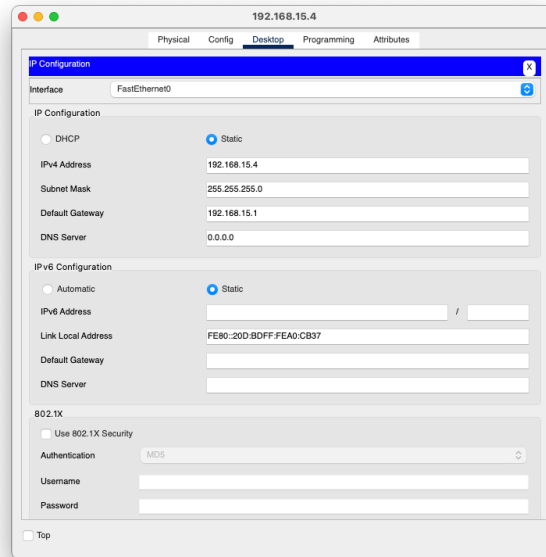 192.168.15.4
Physical Config Desktop Programming Attributes
IP Configuration X
Interface FastEthernet0
IP Configuration
DHCP Static
IPv4 Address 192.168.15.4
Subnet Mask 255.255.255.0
Default Gateway 192.168.15.1
DNS Server 0.0.0.0
IPv6 Configuration
Automatic Static
IPv6 Address /
Link Local Address FE80::20D:BDFF:FEA0:CB37
Default Gateway
DNS Server
802.1X
Use 802.1X Security
Authentication MD5
Username
Password
Top